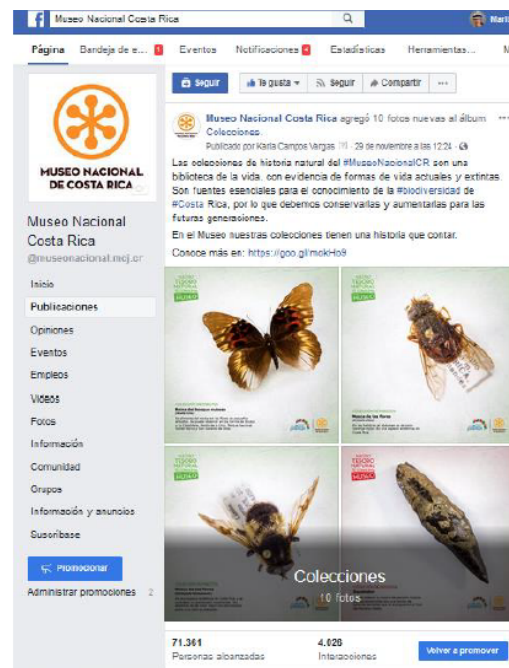 Museo Nacional Costa Rica
Página Bandeja de e... 1 Eventos Notificaciones 4 Estadísticas Herramientas...
MUSEO NACIONAL
DE COSTA RICA
Museo Nacional
Costa Rica
@museonacional.mcj.cr
Inicio
Publicaciones
Opiniones
Eventos
Empleos
Videos
Fotos
Información
Comunidad
Grupos
Información y anuncios
Suscríbase
Promocionar
Administrar promociones 2
Seguir Te gusta Seguir Compartir ...
Museo Nacional Costa Rica agregó 10 fotos nuevas al álbum
Colecciones.
Publicado por Karla Campos Vargas · 29 de noviembre a las 12:24 ·
Las colecciones de historia natural del #MuseoNacionalCR son una
biblioteca de la vida, con evidencia de formas de vida actuales y extintas.
Son fuentes esenciales para el conocimiento de la #biodiversidad de
#Costa Rica, por lo que debemos conservarlas y aumentarlas para las
futuras generaciones.
En el Museo nuestras colecciones tienen una historia que contar.
Conoce más en:
TESORO
NATURAL
MUSEO
Colecciones
10 fotos
71.361 4.026
Personas alcanzadas Interacciones
Volver a promover